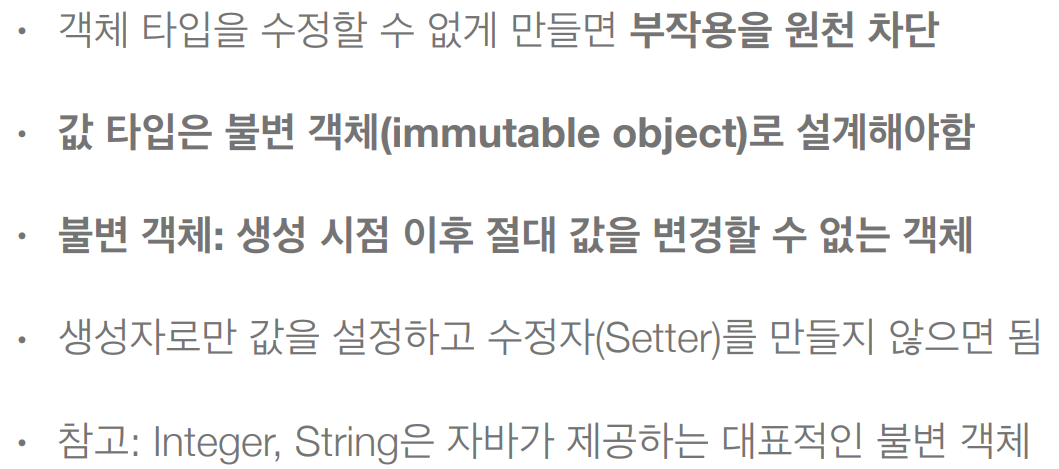 • 객체 타입을 수정할 수 없게 만들면 부작용을 원천 차단
• 값 타입은 불변 객체(immutable object)로 설계해야함
• 불변 객체: 생성 시점 이후 절대 값을 변경할 수 없는 객체
• 생성자로만 값을 설정하고 수정자(Setter)를 만들지 않으면 됨
• 참고: Integer, String은 자바가 제공하는 대표적인 불변 객체